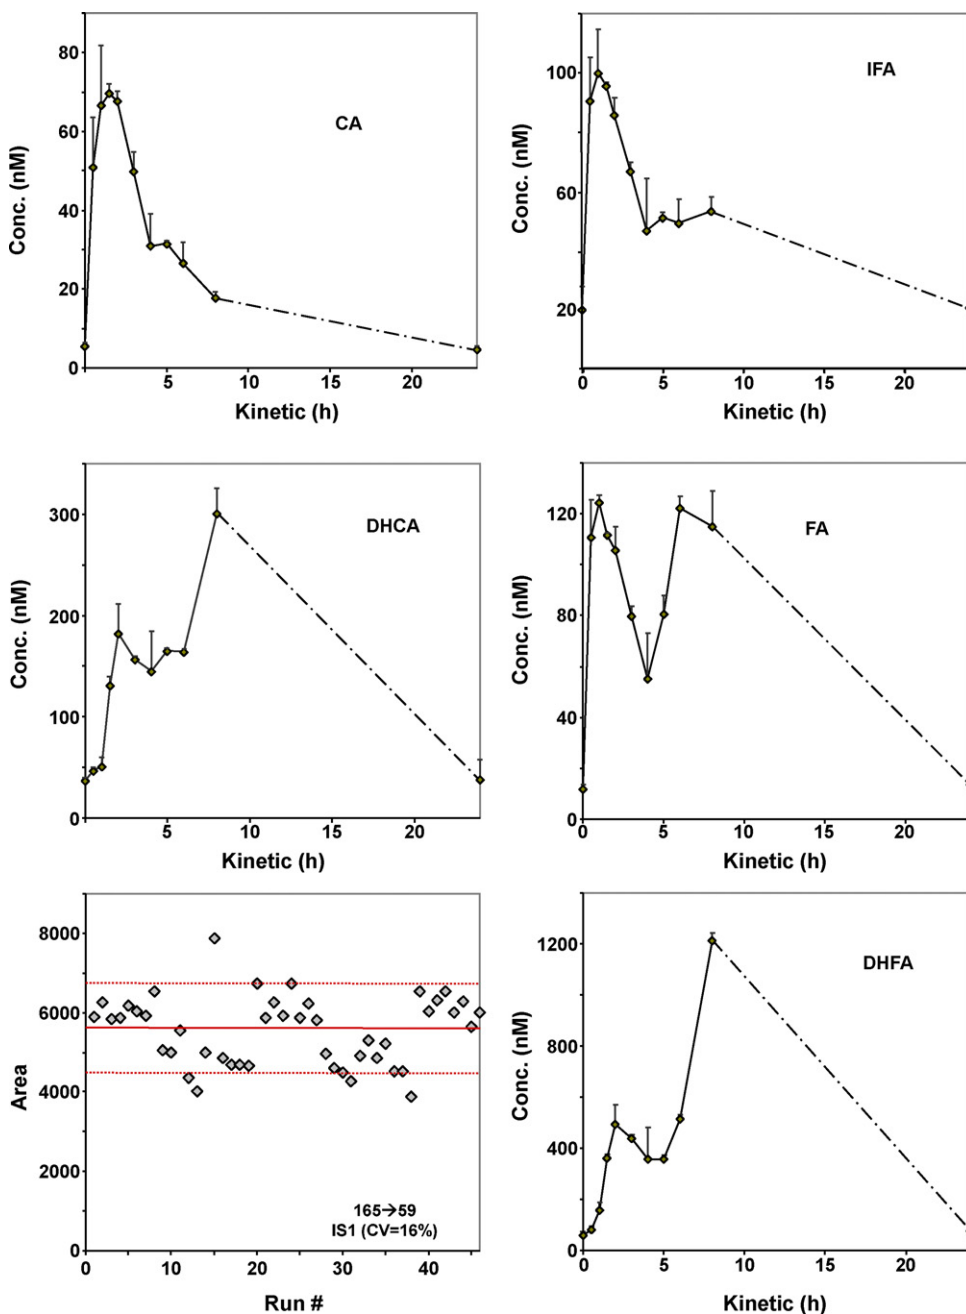 80
60
40
20
0
Conc. (nM)
CA
0 5 10 15 20
Kinetic (h)
100
60
20
Conc. (nM)
IFA
0 5 10 15 20
Kinetic (h)
300
200
100
0
Conc. (nM)
DHCA
0 5 10 15 20
Kinetic (h)
120
80
40
0
Conc. (nM)
FA
0 5 10 15 20
Kinetic (h)
8000
6000
4000
2000
0
Area
165→59
IS1 (CV=16%)
0 10 20 30 40
Run #
1200
800
400
0
Conc. (nM)
DHFA
0 5 10 15 20
Kinetic (h)